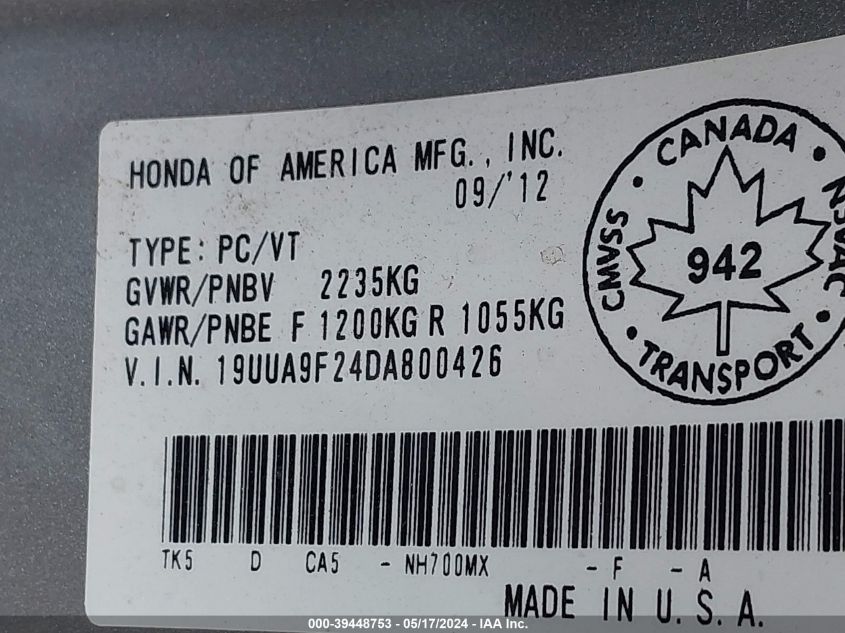 HONDA OF AMERICA MFG., INC.
09/'12
TYPE: PC/VT
GVWR/PNBV 2235KG
GAWR/PNBE F 1200KG R 1055KG
V.I.N. 19UUA9F24DA800426
CANADA
CMVSS
NSVAC
942
TRANSPORT
TK5 D CA5 - NH700MX - F - A
MADE IN U.S.A.
000-39448753 - 05/17/2024 - IAA Inc.